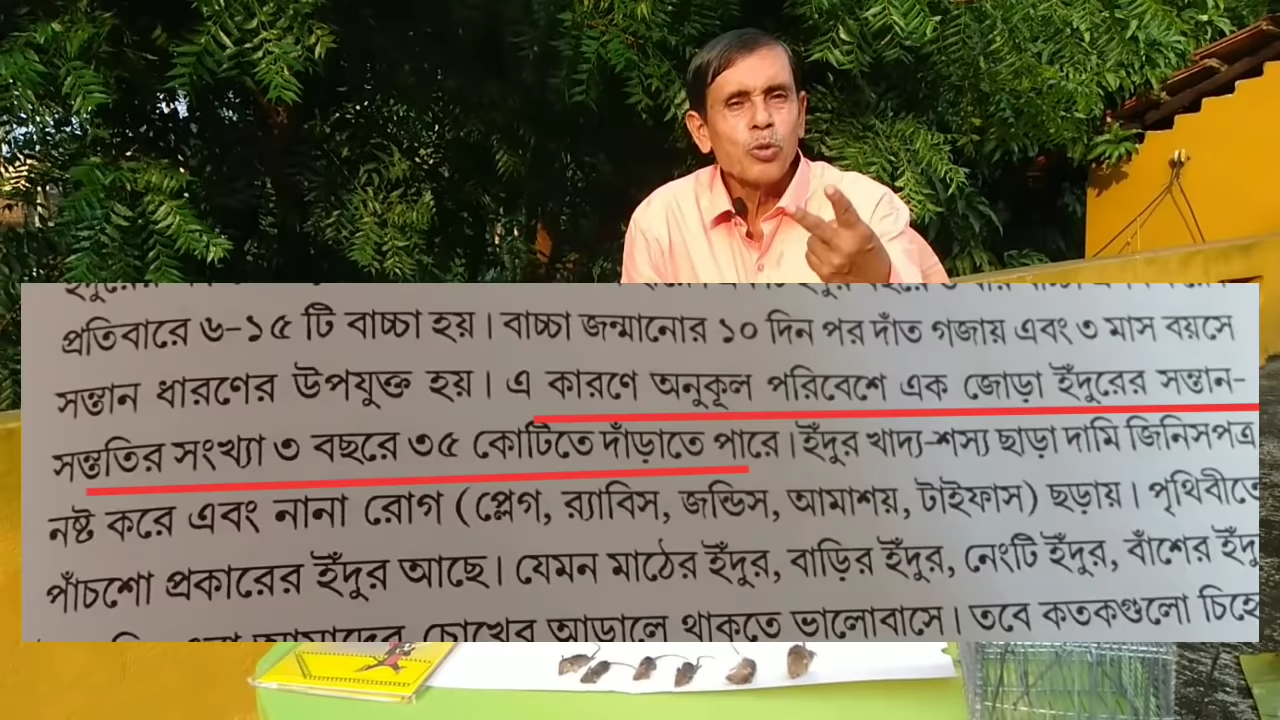 প্রতিবারে ৬-১৫ টি বাচ্চা হয়। বাচ্চা জন্মানোর ১০ দিন পর দাঁত গজায় এবং ৩ মাস বয়সে
সন্তান ধারণের উপযুক্ত হয়। এ কারণে অনুকূল পরিবেশে এক জোড়া ইঁদুরের সন্তান-
সন্ততির সংখ্যা ৩ বছরে ৩৫ কোটিতে দাঁড়াতে পারে। ইঁদুর খাদ্য-শস্য ছাড়া দামি জিনিসপত্র
নষ্ট করে এবং নানা রোগ (প্লেগ, র‍্যাবিস, জন্ডিস, আমাশয়, টাইফাস) ছড়ায়। পৃথিবীতে
পাঁচশো প্রকারের ইঁদুর আছে। যেমন মাঠের ইঁদুর, বাড়ির ইঁদুর, নেংটি ইঁদুর, বাঁশের
আমাদের চোখের আড়ালে থাকতে ভালোবাসে। তবে কতকগুলো